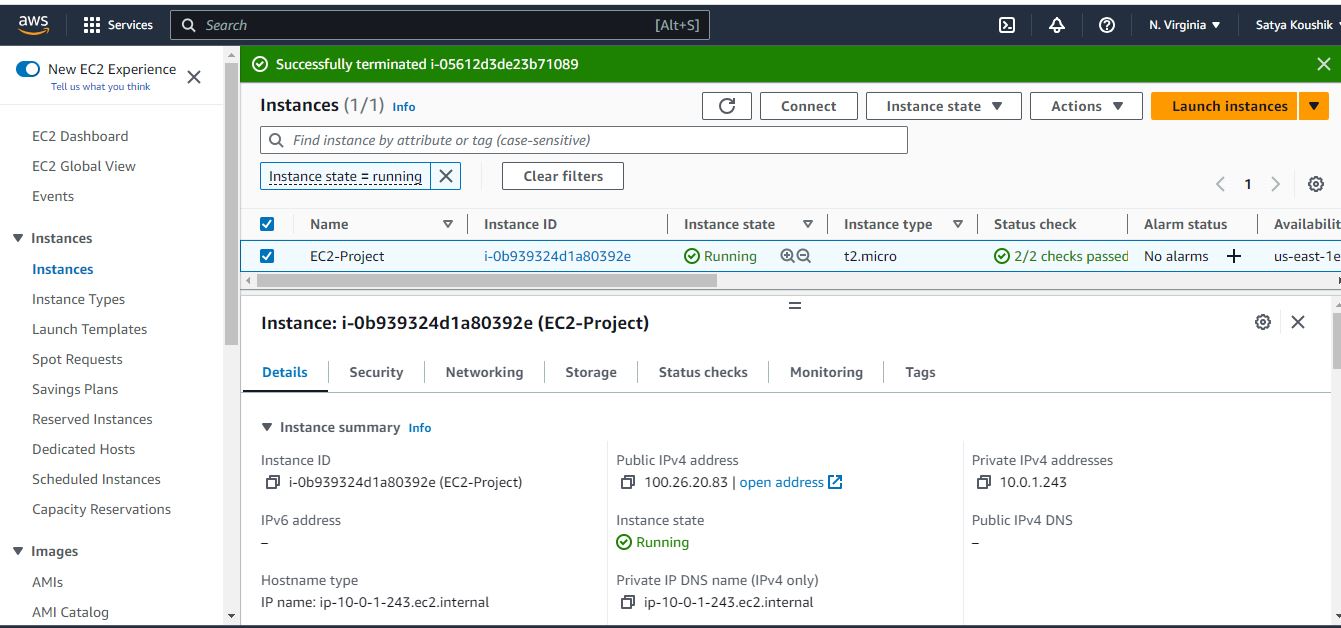 aws Services Search [Alt+S] N. Virginia Satya Koushik
New EC2 Experience
Tell us what you think
EC2 Dashboard
EC2 Global View
Events
Instances
Instances
Instance Types
Launch Templates
Spot Requests
Savings Plans
Reserved Instances
Dedicated Hosts
Scheduled Instances
Capacity Reservations
Images
AMIs
AMI Catalog
Successfully terminated i-05612d3de23b71089
Instances (1/1) Info Connect Instance state Actions Launch instances
Find instance by attribute or tag (case-sensitive)
Instance state = running Clear filters
1
Name Instance ID Instance state Instance type Status check Alarm status Availabilit
EC2-Project i-0b939324d1a80392e Running t2.micro 2/2 checks passed No alarms + us-east-1e
Instance: i-0b939324d1a80392e (EC2-Project)
Details Security Networking Storage Status checks Monitoring Tags
Instance summary Info
Instance ID Public IPv4 address Private IPv4 addresses
i-0b939324d1a80392e (EC2-Project) 100.26.20.83 | open address 10.0.1.243
IPv6 address Instance state Public IPv4 DNS
– Running –
Hostname type Private IP DNS name (IPv4 only)
IP name: ip-10-0-1-243.ec2.internal ip-10-0-1-243.ec2.internal